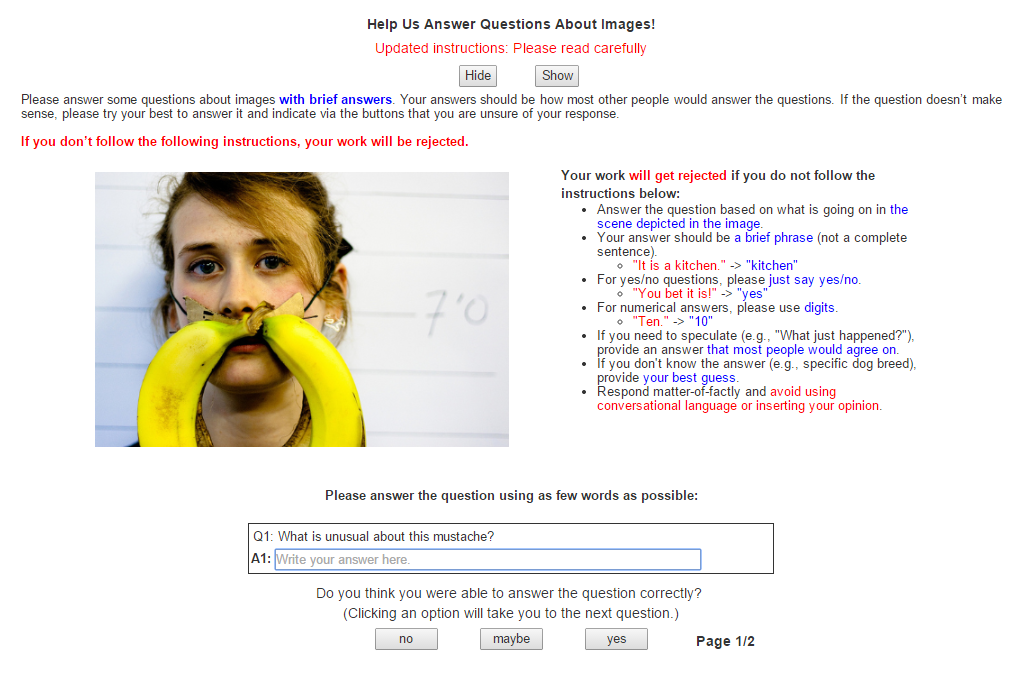 Help Us Answer Questions About Images!
Updated instructions: Please read carefully
Hide Show
Please answer some questions about images with brief answers. Your answers should be how most other people would answer the questions. If the question doesn't make
sense, please try your best to answer it and indicate via the buttons that you are unsure of your response.
If you don't follow the following instructions, your work will be rejected.
7'0
Your work will get rejected if you do not follow the
instructions below:
• Answer the question based on what is going on in the
scene depicted in the image.
• Your answer should be a brief phrase (not a complete
sentence).
○ "It is a kitchen." -> "kitchen"
• For yes/no questions, please just say yes/no.
○ "You bet it is!" -> "yes"
• For numerical answers, please use digits.
○ "Ten." -> "10"
• If you need to speculate (e.g., "What just happened?"),
provide an answer that most people would agree on.
• If you don't know the answer (e.g., specific dog breed),
provide your best guess.
• Respond matter-of-factly and avoid using
conversational language or inserting your opinion.
Please answer the question using as few words as possible:
Q1: What is unusual about this mustache?
A1: Write your answer here.
Do you think you were able to answer the question correctly?
(Clicking an option will take you to the next question.)
no maybe yes Page 1/2